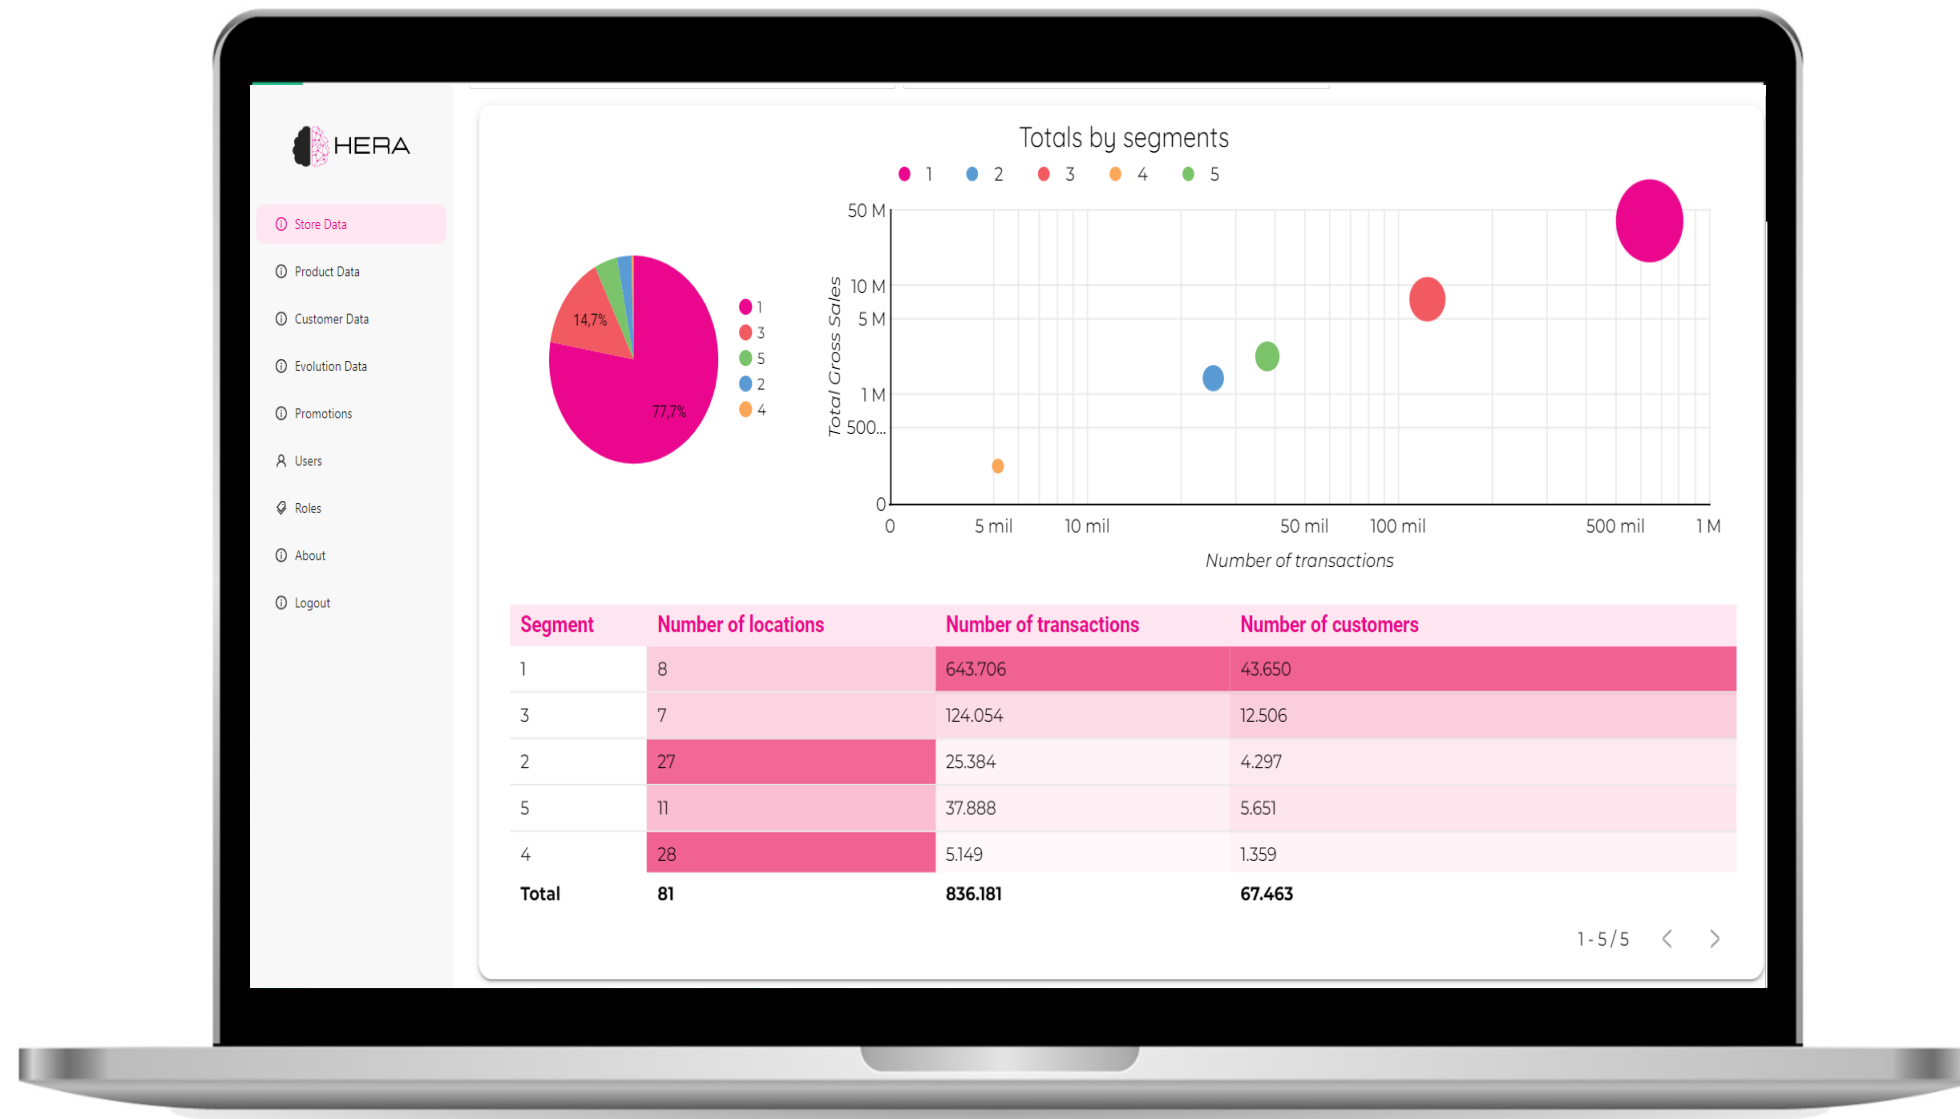 HERA
Store Data
Product Data
Customer Data
Evolution Data
Promotions
Users
Roles
About
Logout
Totals by segments
1 2 3 4 5
14,7%
77,7%
1
3
5
2
4
Total Gross Sales
50 M
10 M
5 M
1 M
500...
0
0 5 mil 10 mil 50 mil 100 mil 500 mil 1 M
Number of transactions
Segment Number of locations Number of transactions Number of customers
1 8 643.706 43.650
3 7 124.054 12.506
2 27 25.384 4.297
5 11 37.888 5.651
4 28 5.149 1.359
Total 81 836.181 67.463
1 - 5 / 5